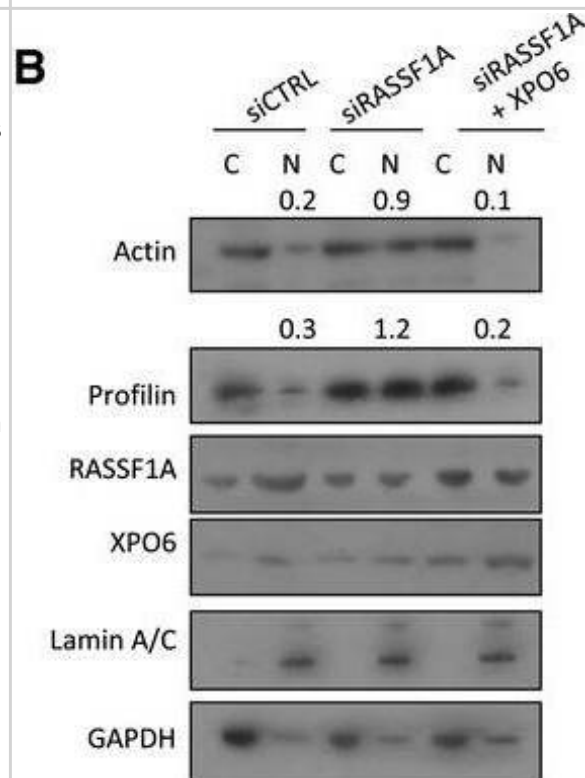 B
siCTRL siRASSF1A siRASSF1A + XPO6
C N C N C N
0.2 0.9 0.1
Actin
0.3 1.2 0.2
Profilin
RASSF1A
XPO6
Lamin A/C
GAPDH